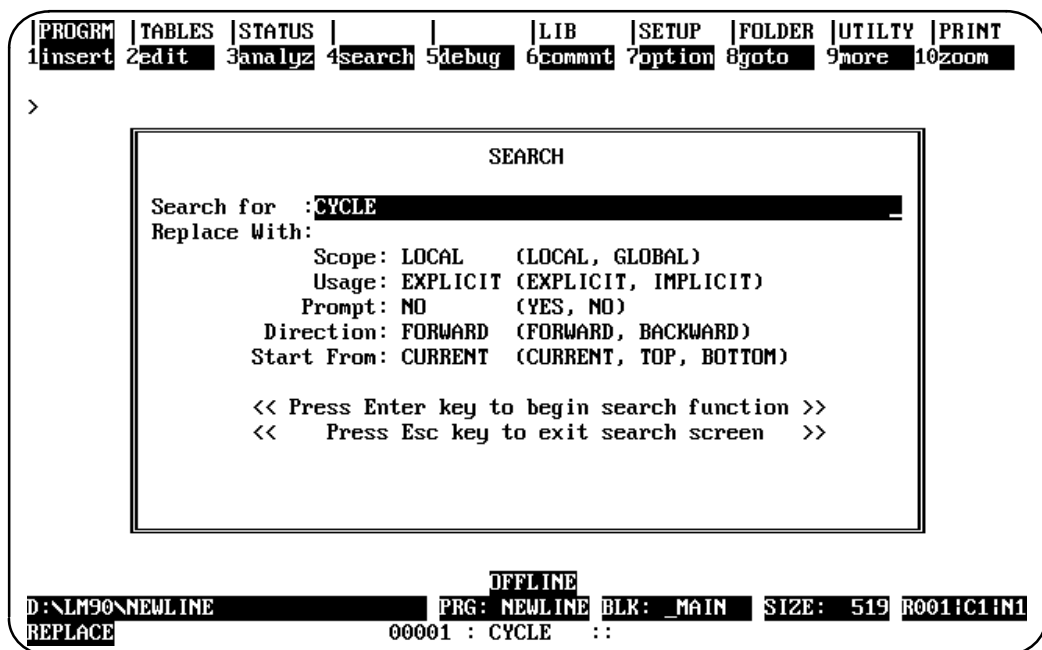 |PROGRM |TABLES |STATUS |       |       |LIB    |SETUP  |FOLDER |UTILTY |PRINT
1insert 2edit 3analyz 4search 5debug 6commnt 7option 8goto 9more 10zoom
>
SEARCH
Search for :CYCLE _
Replace With:
Scope: LOCAL (LOCAL, GLOBAL)
Usage: EXPLICIT (EXPLICIT, IMPLICIT)
Prompt: NO (YES, NO)
Direction: FORWARD (FORWARD, BACKWARD)
Start From: CURRENT (CURRENT, TOP, BOTTOM)
<< Press Enter key to begin search function >>
<< Press Esc key to exit search screen >>
OFFLINE
D:\LM90\NEWLINE PRG: NEWLINE BLK: _MAIN SIZE: 519 R001¦C1¦N1
REPLACE 00001 : CYCLE ::